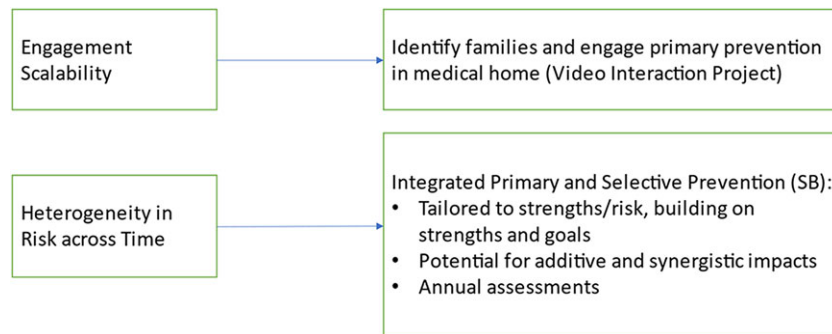 Engagement
Scalability
Identify families and engage primary prevention
in medical home (Video Interaction Project)
Heterogeneity in
Risk across Time
Integrated Primary and Selective Prevention (SB):
• Tailored to strengths/risk, building on
strengths and goals
• Potential for additive and synergistic impacts
• Annual assessments